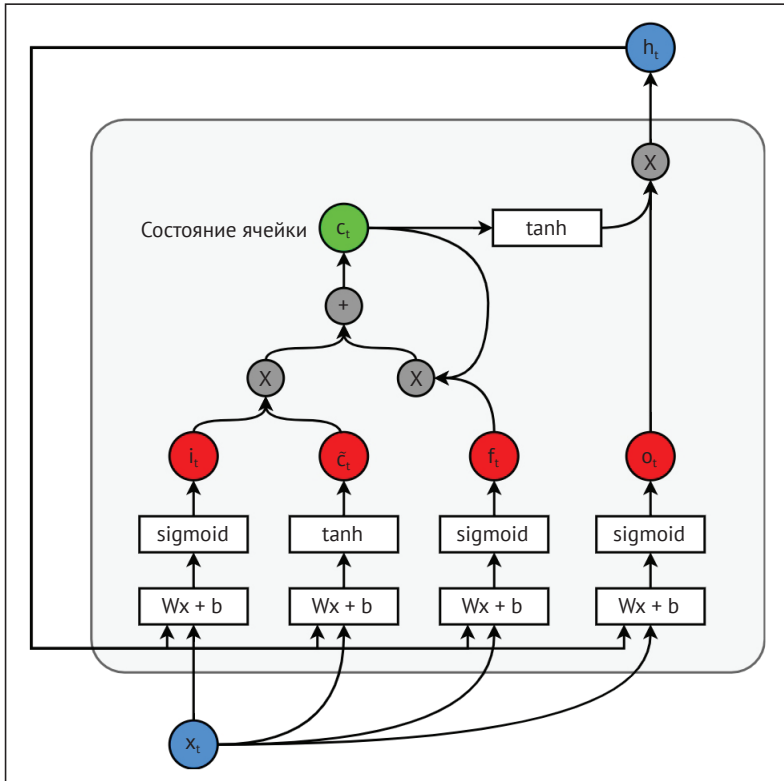 hₜ
X
Состояние ячейки
cₜ
tanh
+
X
X
iₜ
c̃ₜ
fₜ
oₜ
sigmoid
tanh
sigmoid
sigmoid
Wx + b
Wx + b
Wx + b
Wx + b
xₜ